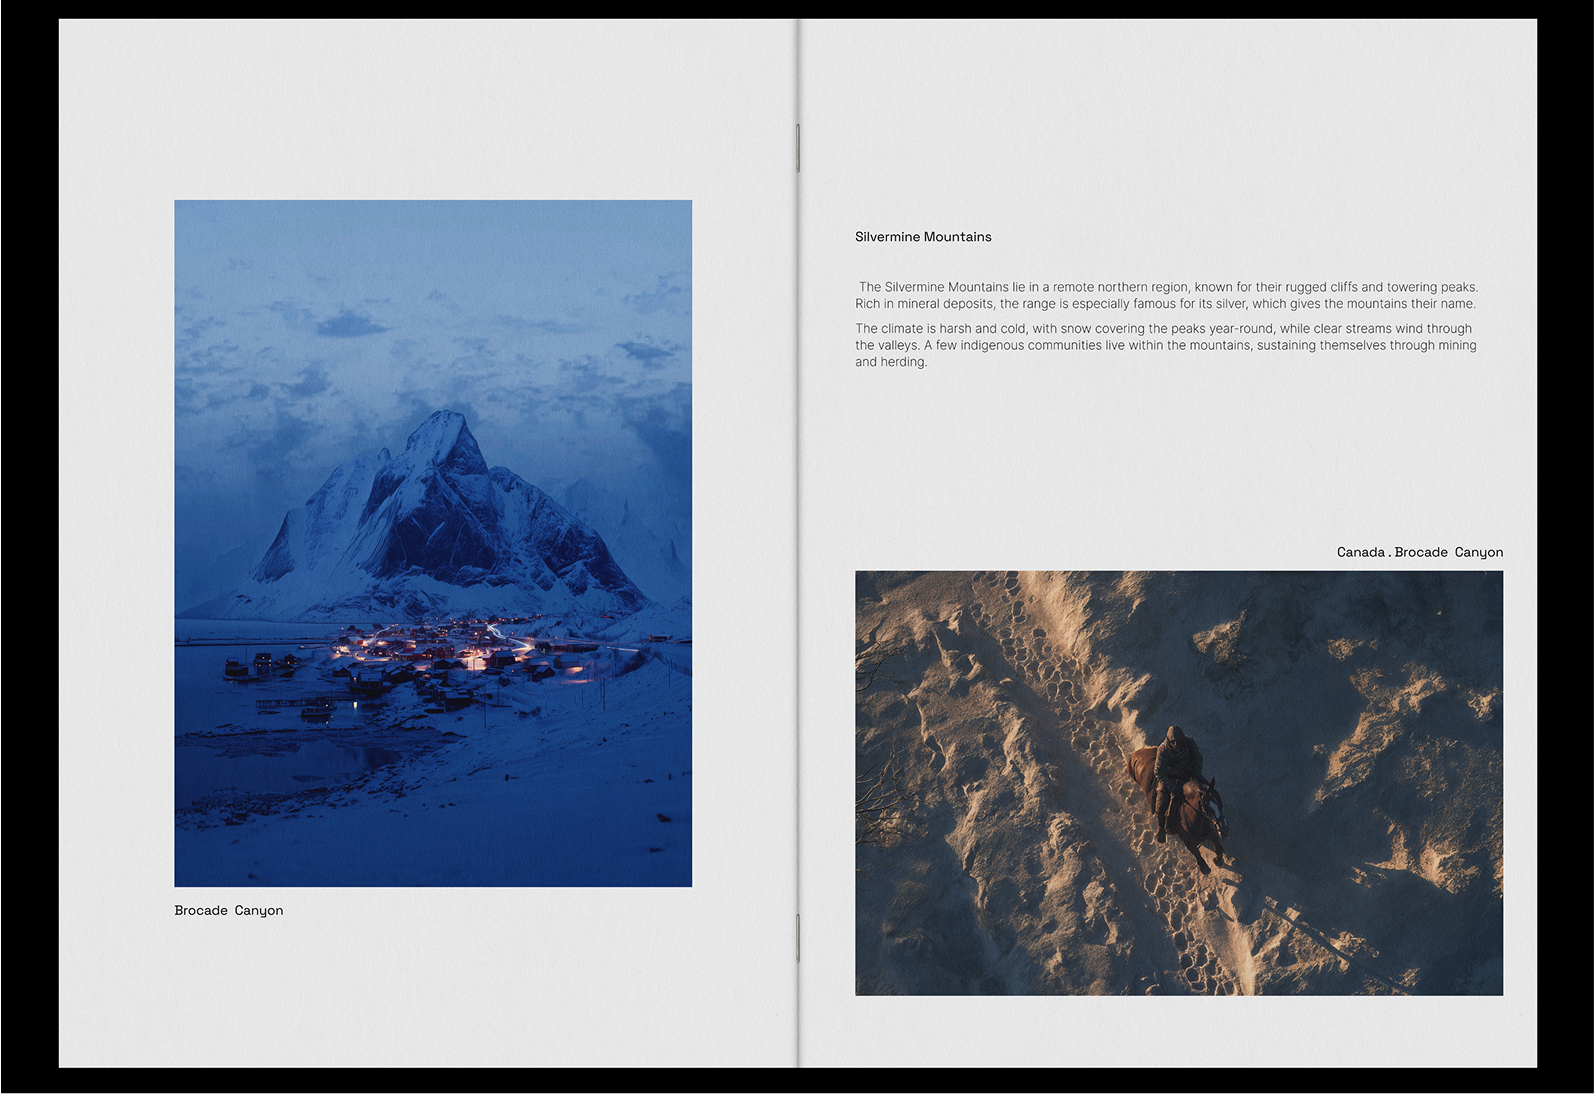 Brocade Canyon
Silvermine Mountains
The Silvermine Mountains lie in a remote northern region, known for their rugged cliffs and towering peaks.
Rich in mineral deposits, the range is especially famous for its silver, which gives the mountains their name.
The climate is harsh and cold, with snow covering the peaks year-round, while clear streams wind through
the valleys. A few indigenous communities live within the mountains, sustaining themselves through mining
and herding.
Canada . Brocade Canyon